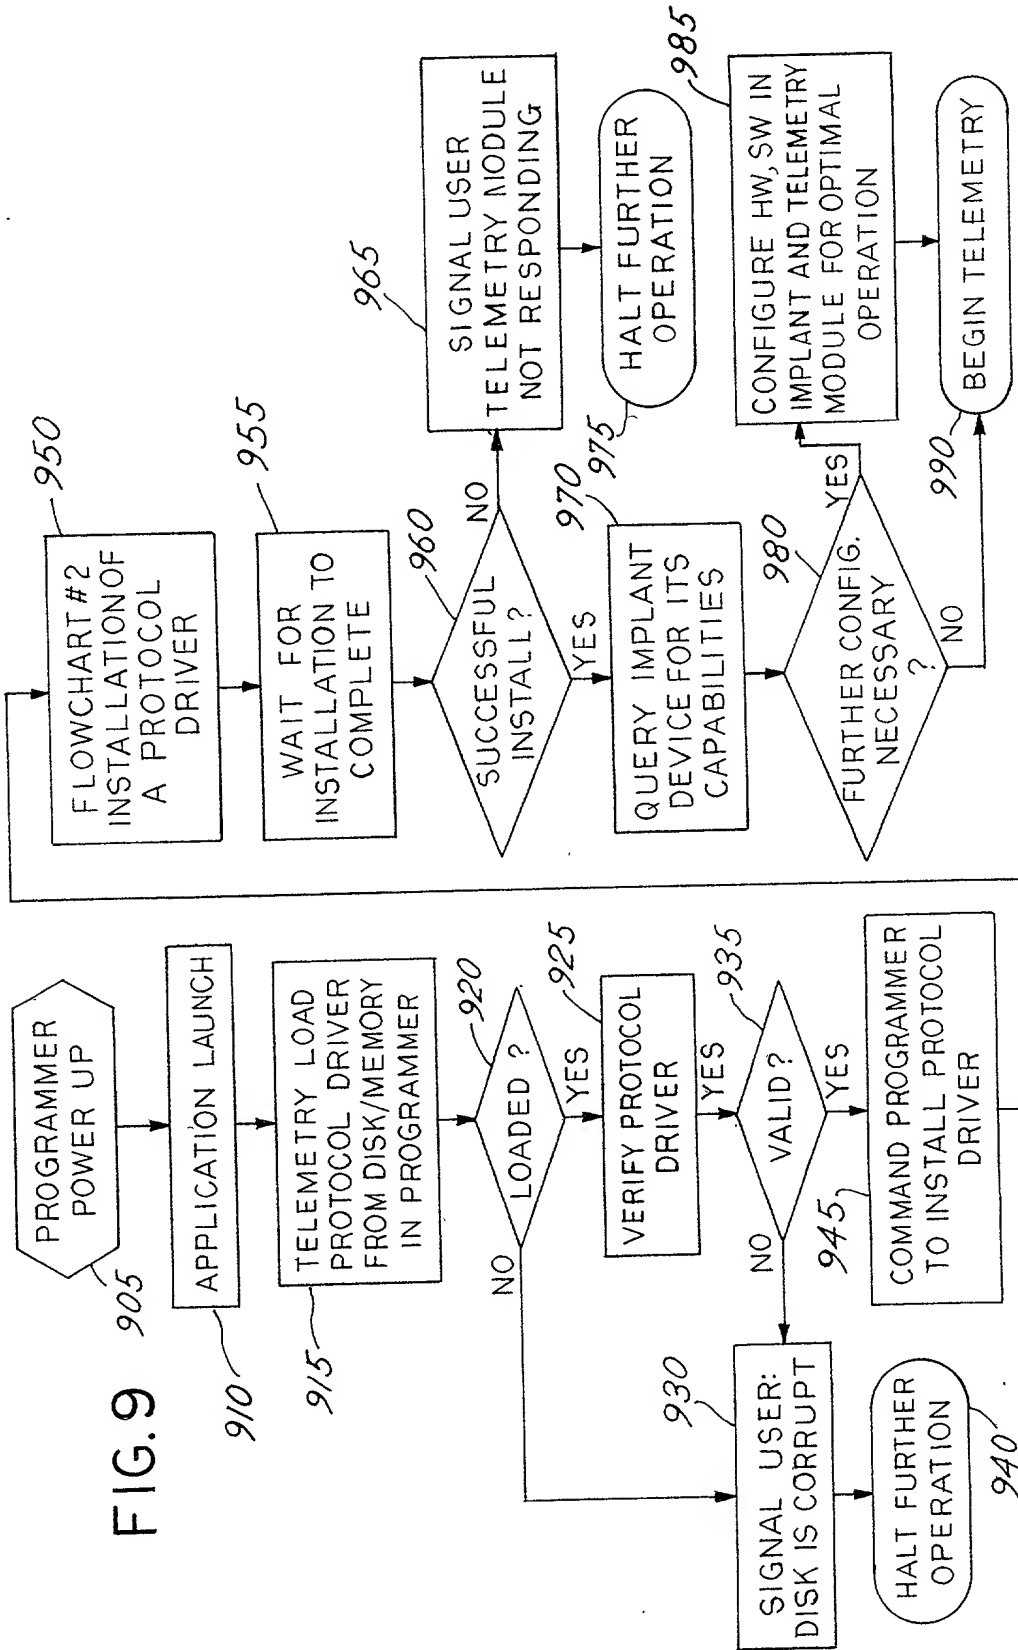 FIG.9
PROGRAMMER
POWER UP
905
APPLICATION LAUNCH
910
TELEMETRY LOAD
PROTOCOL DRIVER
FROM DISK/MEMORY
IN PROGRAMMER
915
LOADED ?
920
NO
YES
VERIFY PROTOCOL
DRIVER
925
YES
VALID?
935
NO
YES
SIGNAL USER:
DISK IS CORRUPT
930
HALT FURTHER
OPERATION
940
COMMAND PROGRAMMER
TO INSTALL PROTOCOL
DRIVER
945
FLOWCHART #2
INSTALLATION OF
A PROTOCOL
DRIVER
950
WAIT FOR
INSTALLATION TO
COMPLETE
955
SUCCESSFUL
INSTALL?
960
NO
YES
SIGNAL USER
TELEMETRY MODULE
NOT RESPONDING
965
HALT FURTHER
OPERATION
975
QUERY IMPLANT
DEVICE FOR ITS
CAPABILITIES
970
FURTHER CONFIG.
NECESSARY
?
980
YES
NO
CONFIGURE HW, SW IN
IMPLANT AND TELEMETRY
MODULE FOR OPTIMAL
OPERATION
985
BEGIN TELEMETRY
990